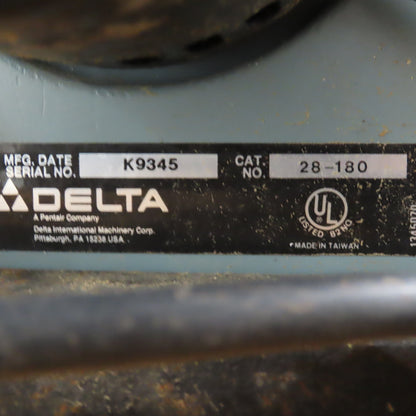 MFG. DATE
SERIAL NO. K9345 CAT. NO. 28-180
DELTA
A Pentair Company
Delta International Machinery Corp.
Pittsburgh, PA 15238 USA
UL
LISTED 82N0
MADE IN TAIWAN